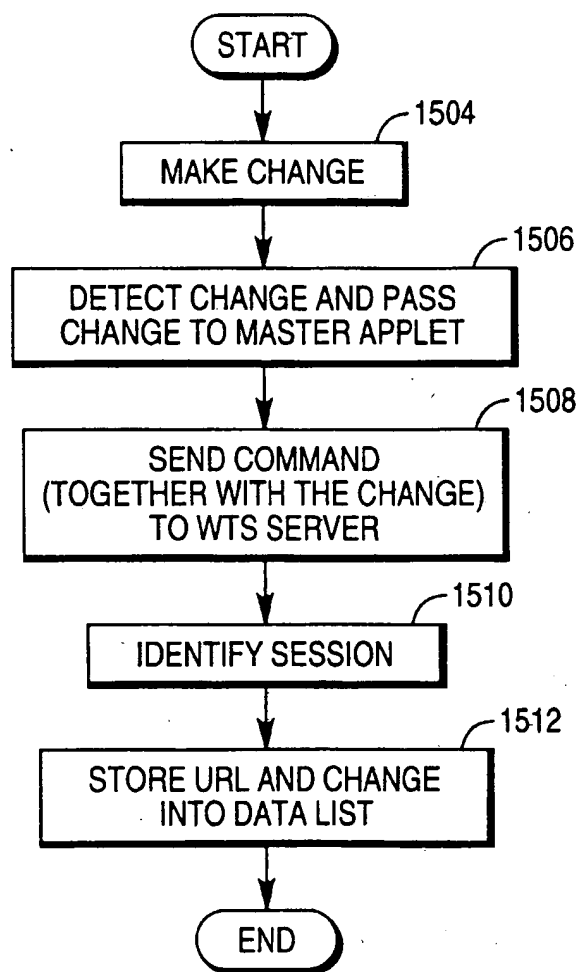 START
1504
MAKE CHANGE
1506
DETECT CHANGE AND PASS
CHANGE TO MASTER APPLET
1508
SEND COMMAND
(TOGETHER WITH THE CHANGE)
TO WTS SERVER
1510
IDENTIFY SESSION
1512
STORE URL AND CHANGE
INTO DATA LIST
END